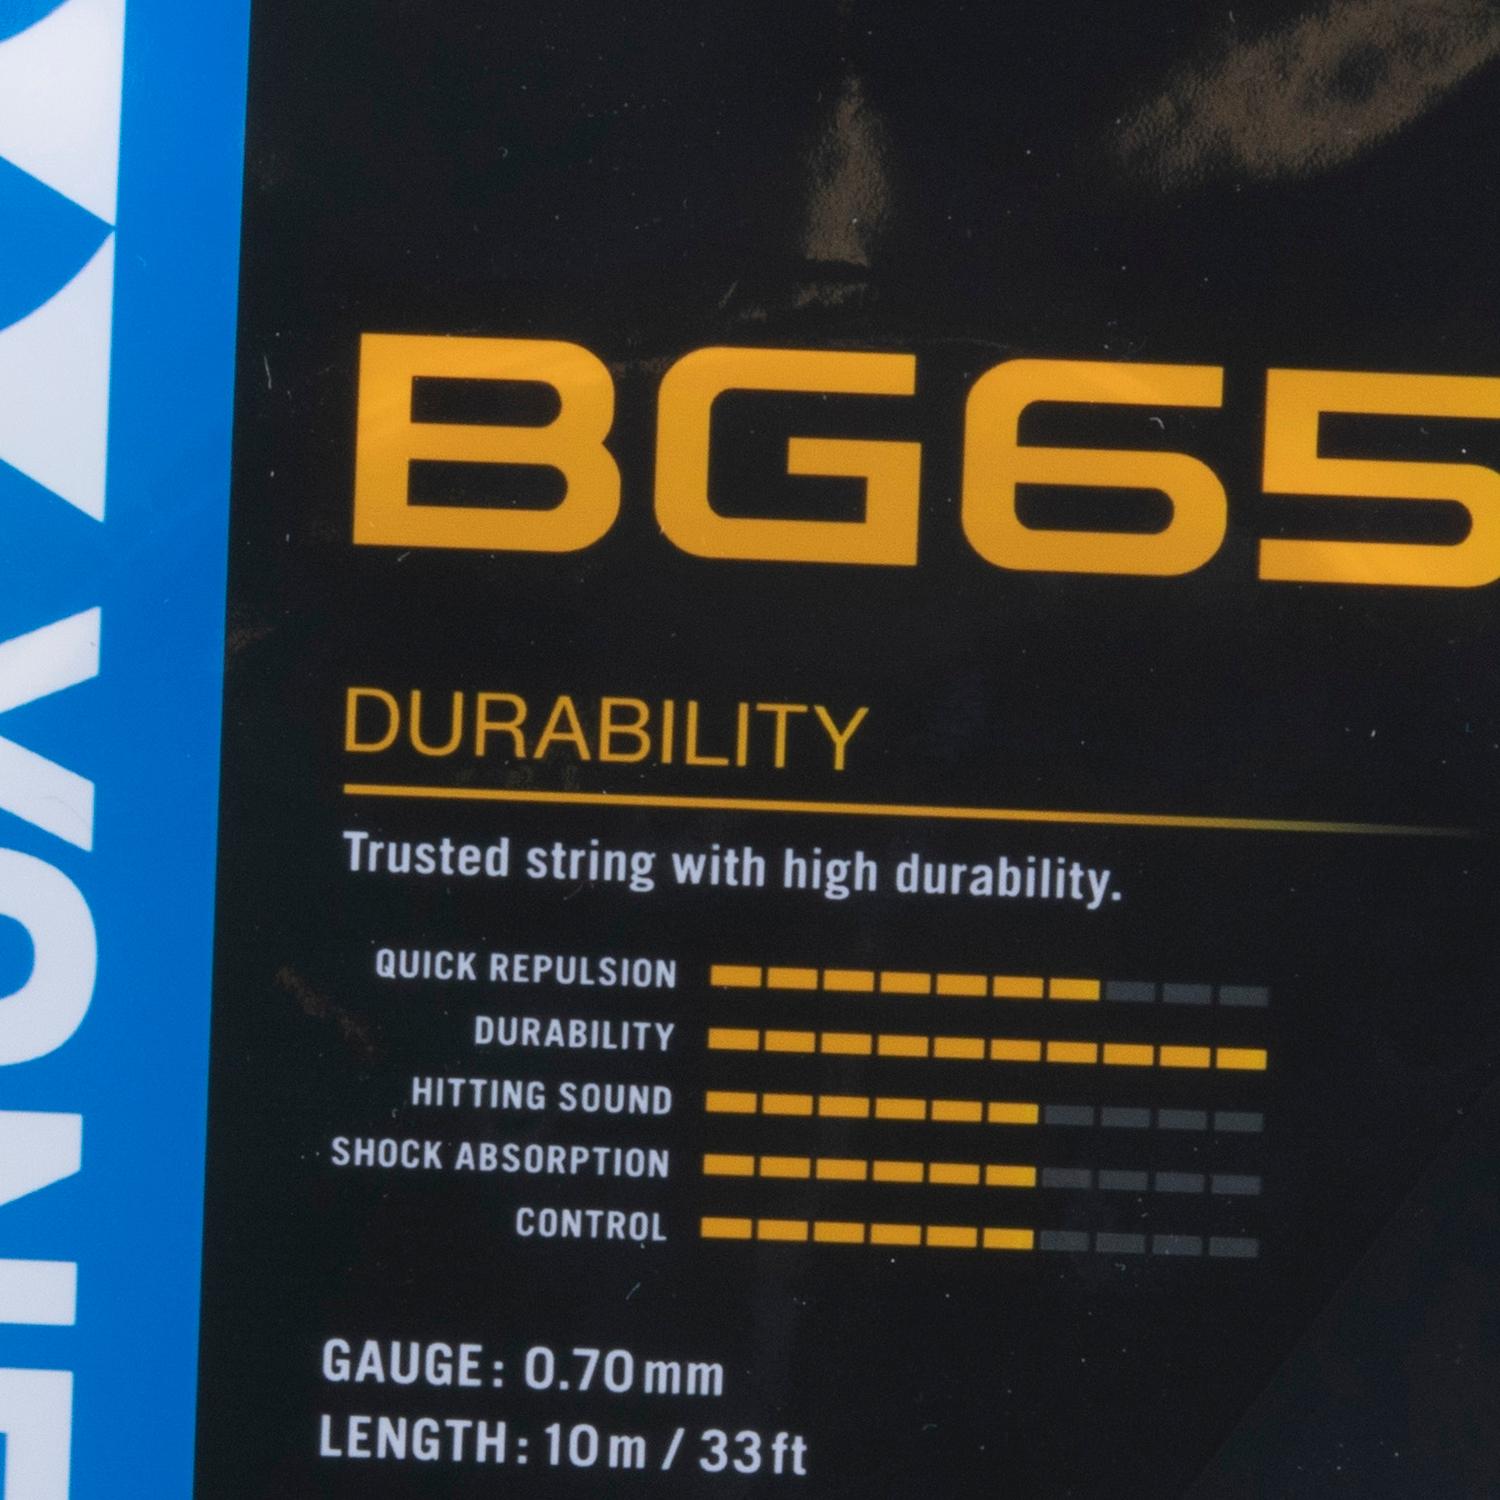 YONEX
BG65
DURABILITY
Trusted string with high durability.
QUICK REPULSION
DURABILITY
HITTING SOUND
SHOCK ABSORPTION
CONTROL
GAUGE: 0.70mm
LENGTH: 10m / 33ft